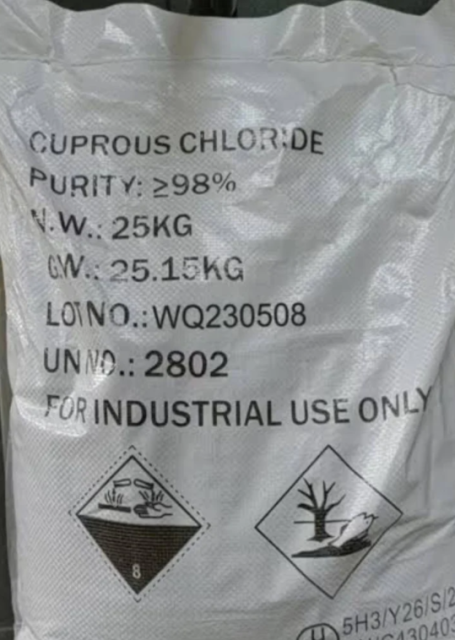 CUPROUS CHLORIDE
PURITY: ≥98%
N.W.: 25KG
G.W.: 25.15KG
LOT NO.: WQ230508
UN NO.: 2802
FOR INDUSTRIAL USE ONLY
8
5H3/Y26/S/2